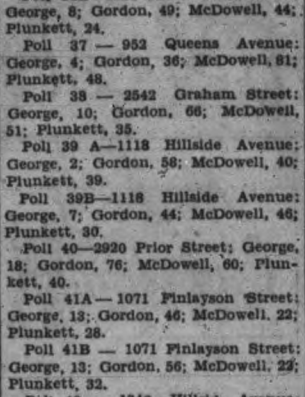 George, 8; Gordon, 49; McDowell, 44;
Plunkett, 24.
Poll 37 — 952 Queens Avenue:
George, 4; Gordon, 36; McDowell, 81;
Plunkett, 48.
Poll 38 — 2542 Graham Street:
George, 10; Gordon, 66; McDowell,
51; Plunkett, 35.
Poll 39 A—1118 Hillside Avenue:
George, 2; Gordon, 58; McDowell, 40;
Plunkett, 39.
Poll 39B—1118 Hillside Avenue:
George, 7; Gordon, 44; McDowell, 46;
Plunkett, 30.
Poll 40—2920 Prior Street: George,
18; Gordon, 76; McDowell, 60; Plun-
kett, 40.
Poll 41A—1071 Finlayson Street:
George, 13; Gordon, 46; McDowell, 22;
Plunkett, 28.
Poll 41B — 1071 Finlayson Street:
George, 13; Gordon, 56; McDowell, 22;
Plunkett, 32.